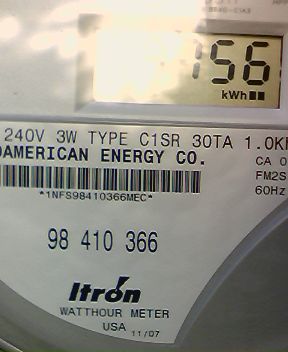 56
kWh
240V 3W TYPE C1SR 30TA 1.0K
AMERICAN ENERGY CO.
CA 0
FM2S
60Hz
*1NFS98410366MEC*
98 410 366
Itron
WATTHOUR METER
USA 11/07